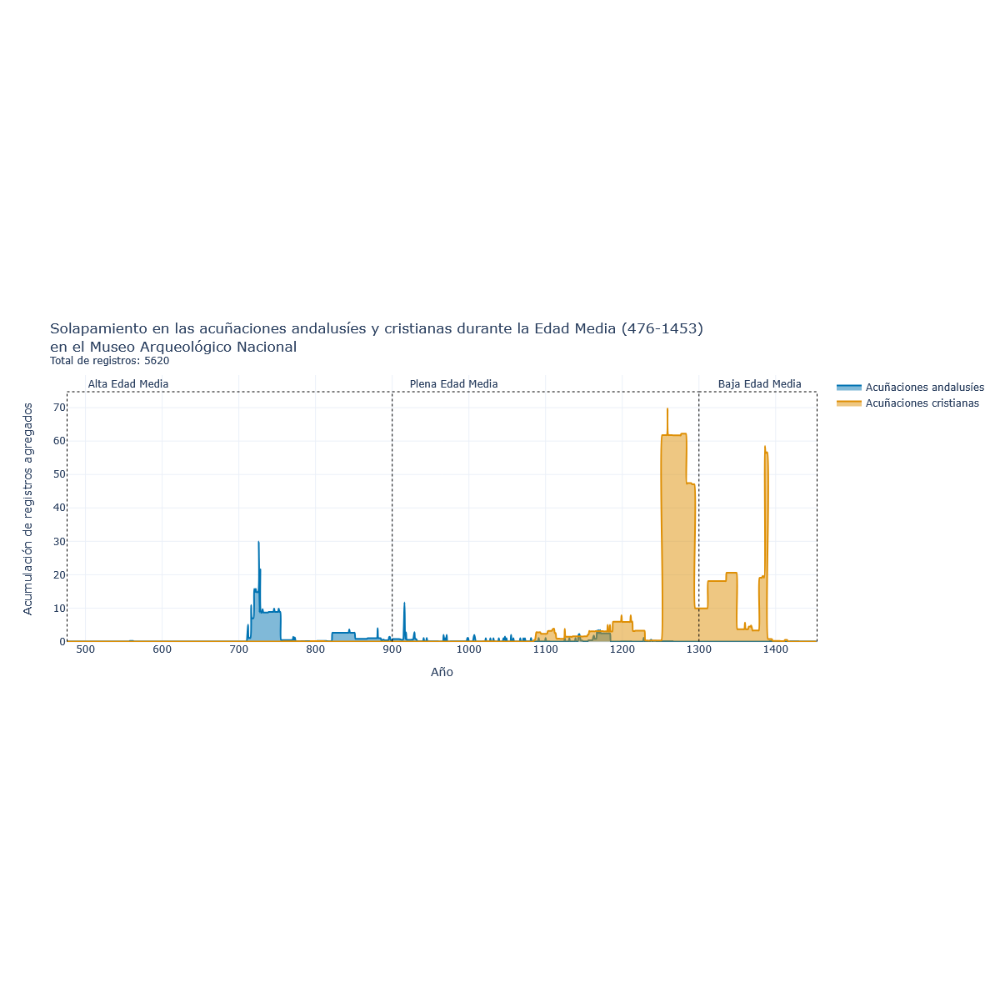 Solapamiento en las acuñaciones andalusíes y cristianas durante la Edad Media (476-1453)
en el Museo Arqueológico Nacional
Total de registros: 5620
Alta Edad Media
Plena Edad Media
Baja Edad Media
Acuñaciones andalusíes
Acuñaciones cristianas
Acumulación de registros agregados
70
60
50
40
30
20
10
0
500 600 700 800 900 1000 1100 1200 1300 1400
Año